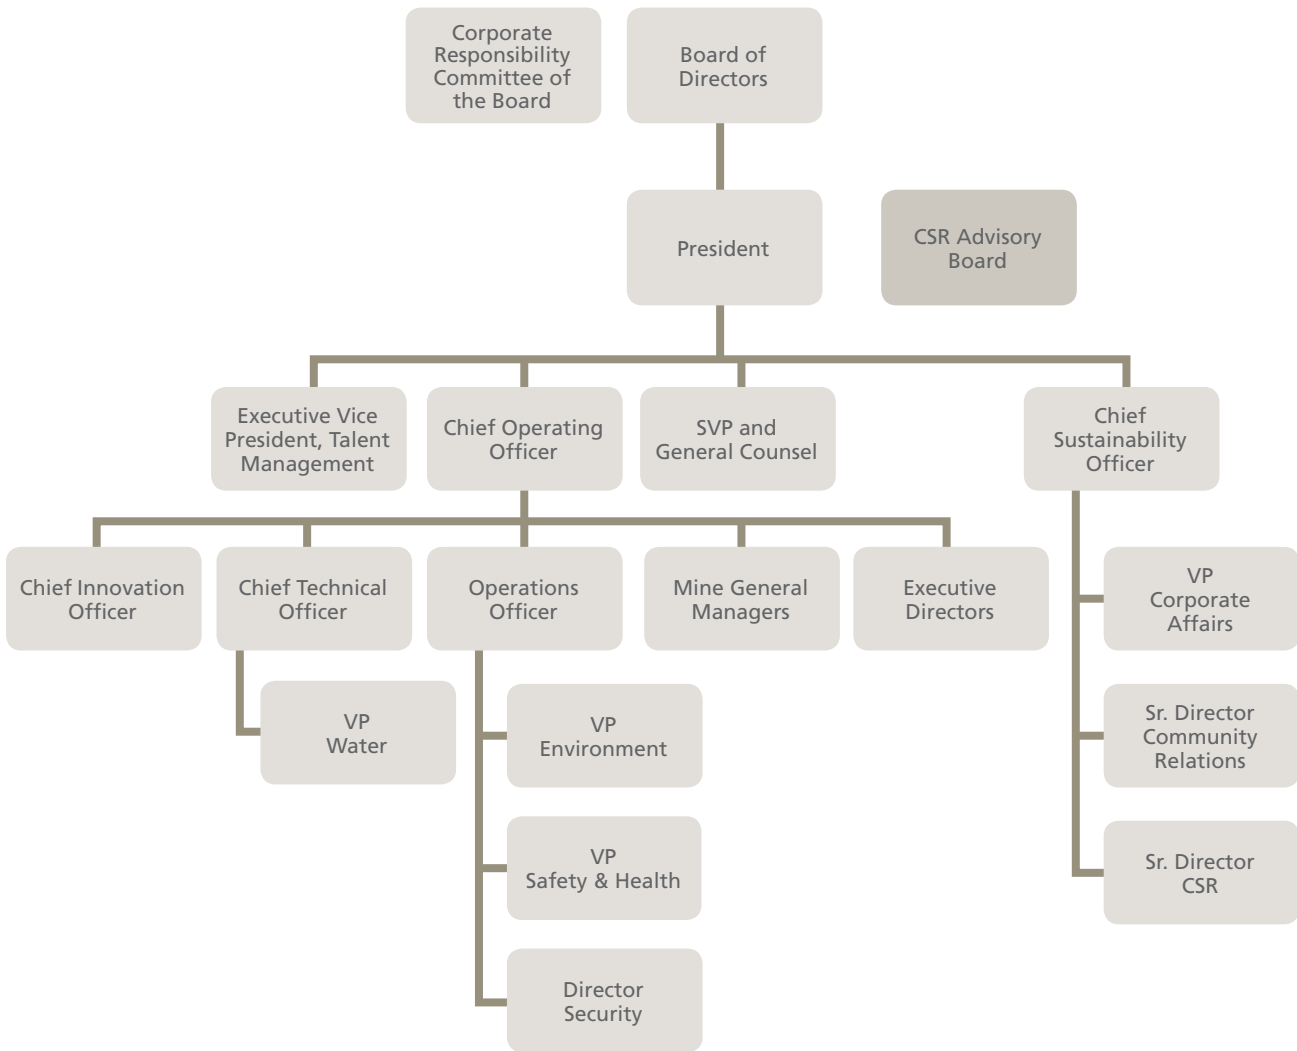 Corporate
Responsibility
Committee of
the Board
Board of
Directors
President
CSR Advisory
Board
Executive Vice
President, Talent
Management
Chief Operating
Officer
SVP and
General Counsel
Chief
Sustainability
Officer
Chief Innovation
Officer
Chief Technical
Officer
Operations
Officer
Mine General
Managers
Executive
Directors
VP
Corporate
Affairs
VP
Water
VP
Environment
Sr. Director
Community
Relations
VP
Safety & Health
Sr. Director
CSR
Director
Security